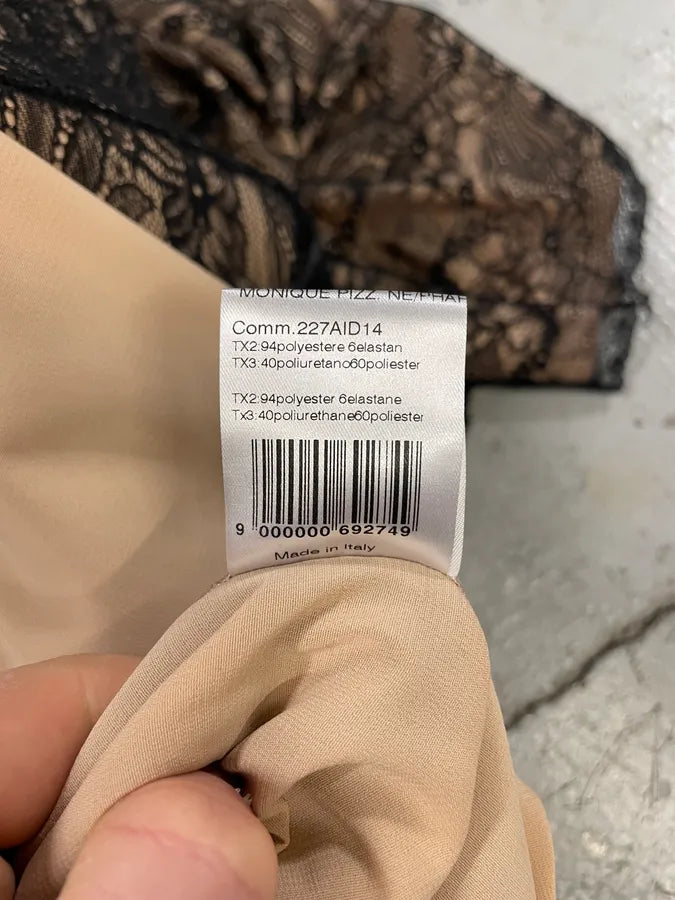 MONIQUE PIZZ. NE/PHAR
Comm.227AID14
TX2:94polyestere 6elastan
TX3:40poliuretano60poliester
TX2:94polyester 6elastane
Tx3:40poliurethane60poliester
9 000000 692749
Made in Italy